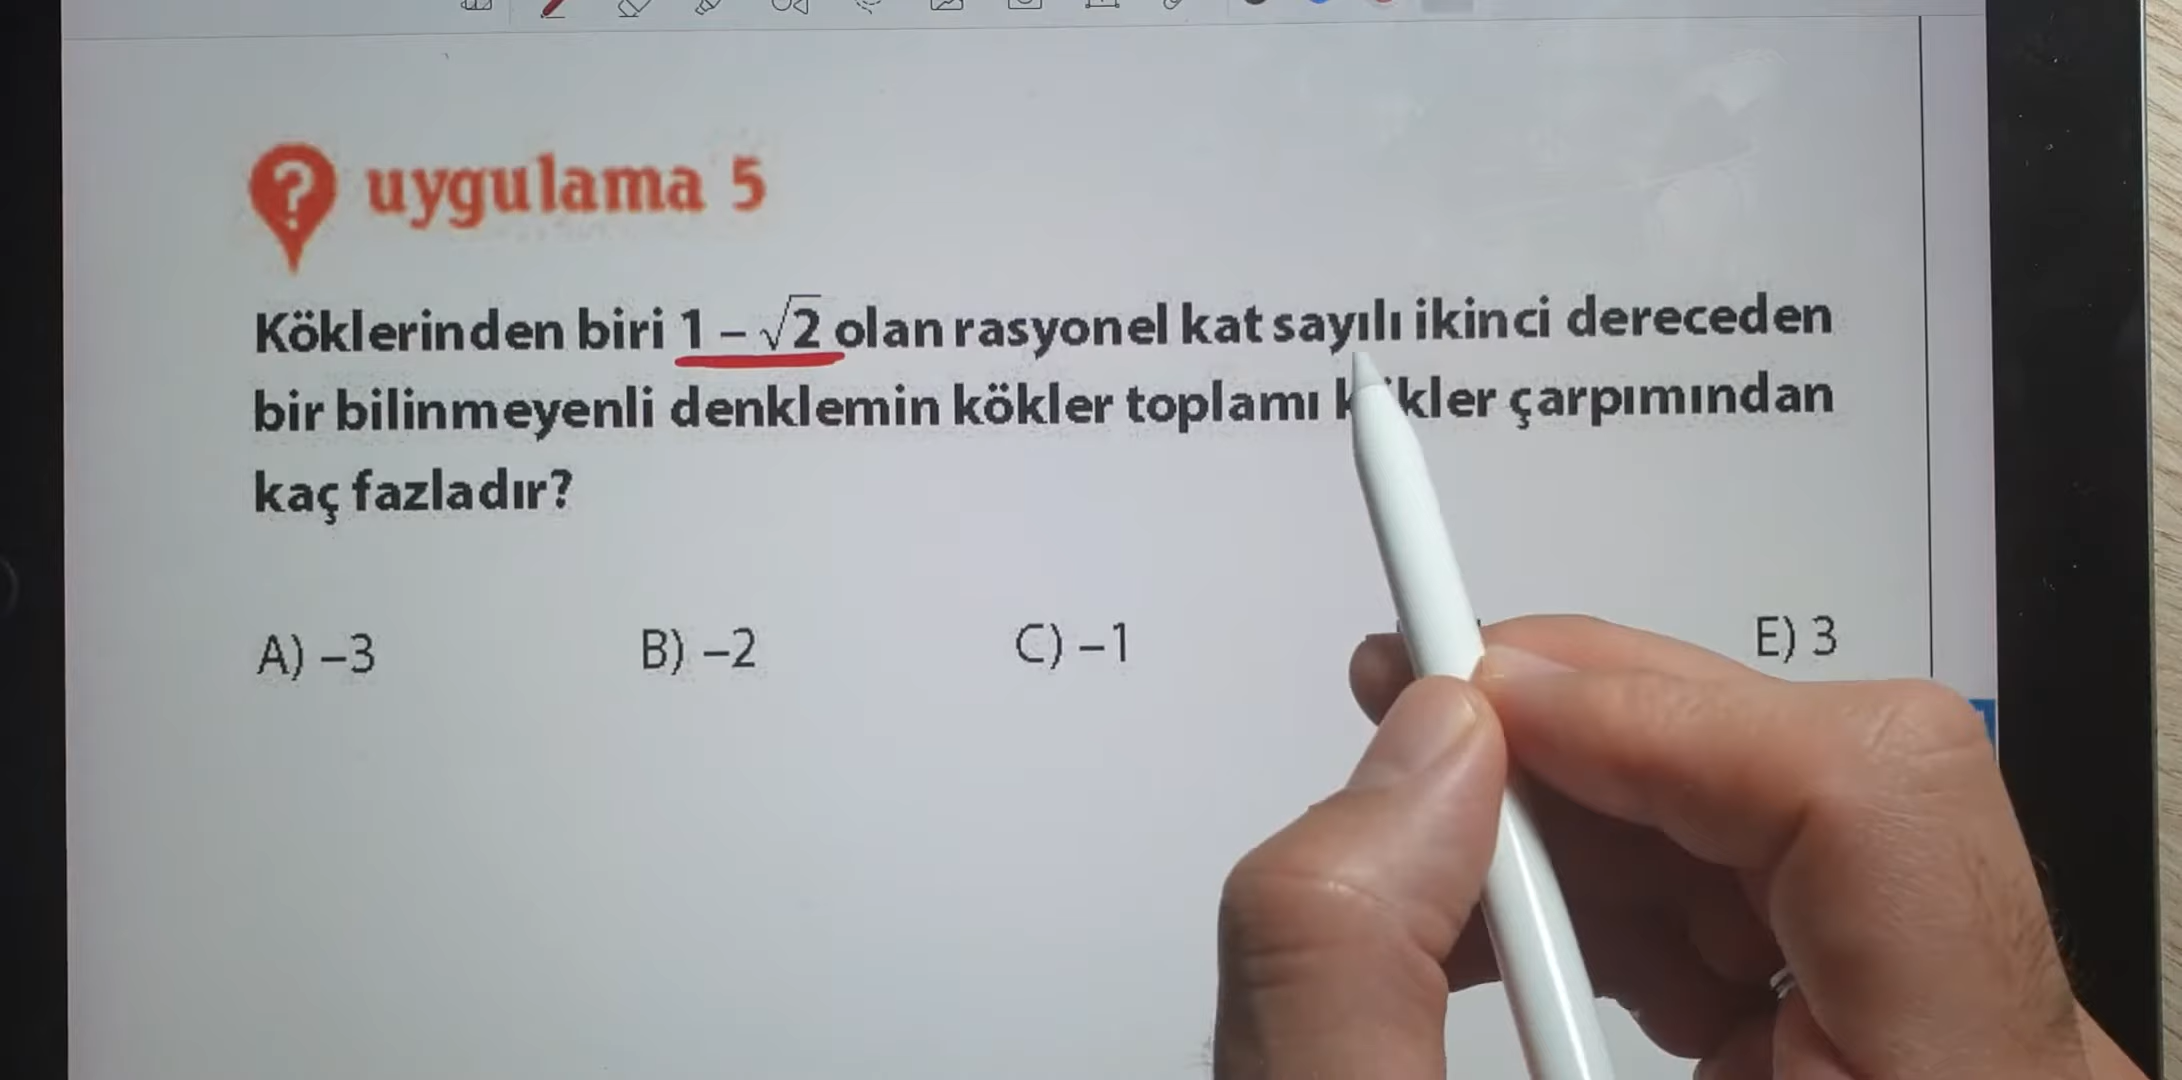 uygulama 5
Köklerinden biri 1 – √2 olan rasyonel kat sayılı ikinci dereceden
bir bilinmeyenli denklemin kökler toplamı kökler çarpımından
kaç fazladır?
A) –3 B) –2 C) –1 E) 3